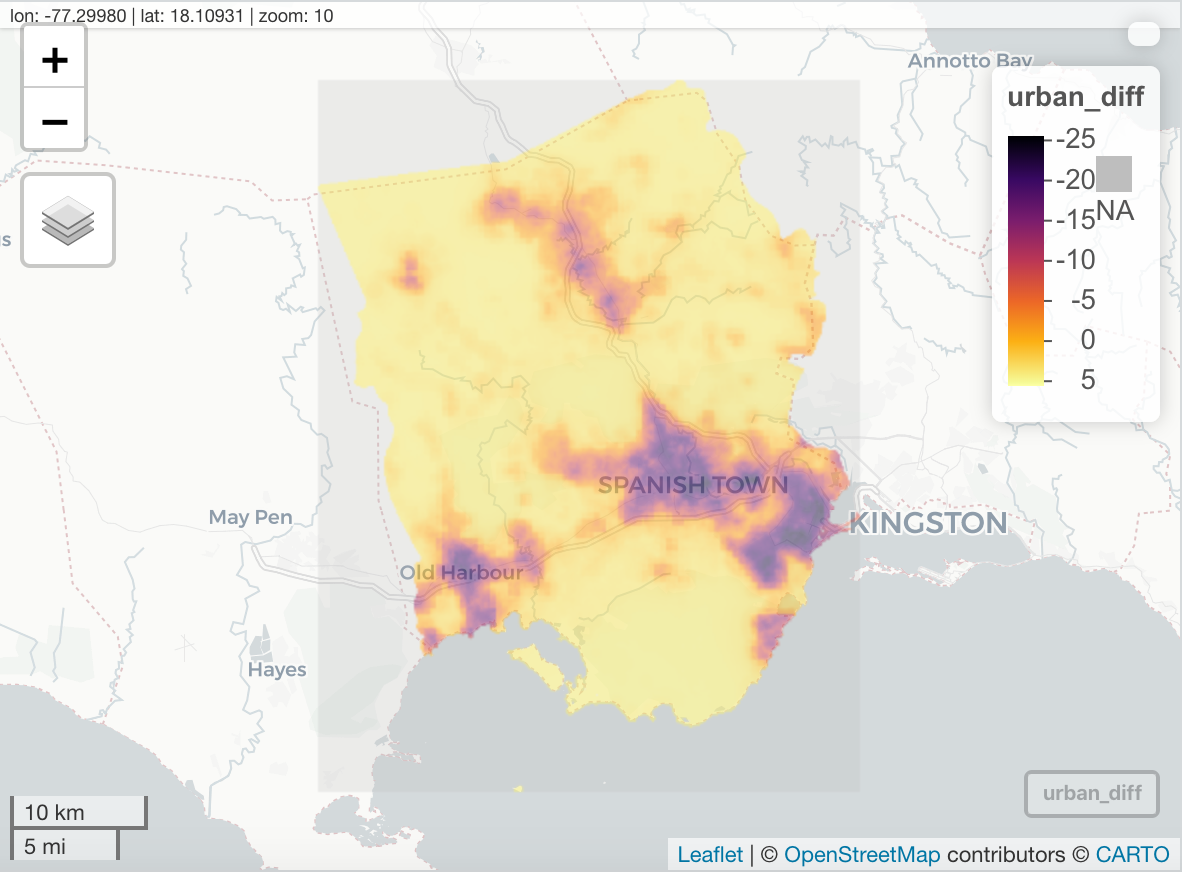 lon: -77.29980 | lat: 18.10931 | zoom: 10
+
−
Annotto Bay
urban_diff
-25
-20
-15
-10
-5
0
5
NA
s
SPANISH TOWN
May Pen
KINGSTON
Old Harbour
Hayes
10 km
5 mi
urban_diff
Leaflet | © OpenStreetMap contributors © CARTO